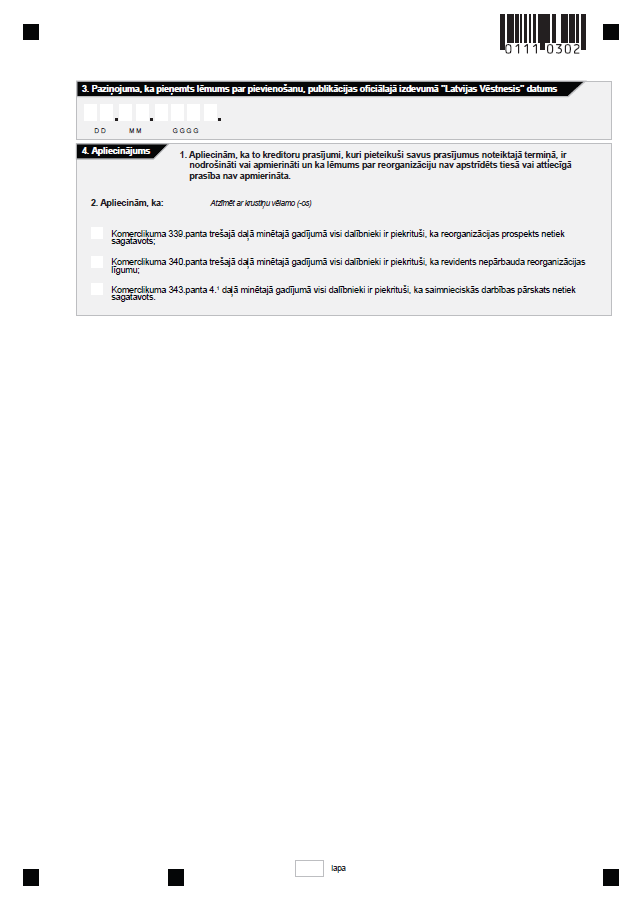 01110302
3. Paziņojuma, ka pieņemts lēmums par pievienošanu, publikācijas oficiālajā izdevumā "Latvijas Vēstnesis" datums
DD MM GGGG
4. Apliecinājums
1. Apliecinām, ka to kreditoru prasījumi, kuri pieteikuši savus prasījumus noteiktajā termiņā, ir
nodrošināti vai apmierināti un ka lēmums par reorganizāciju nav apstrīdēts tiesā vai attiecīgā
prasība nav apmierināta.
2. Apliecinām, ka: Atzīmēt ar krustiņu vēlamo (-os)
Komerclikuma 339.panta trešajā daļā minētajā gadījumā visi dalībnieki ir piekrituši, ka reorganizācijas prospekts netiek
sagatavots;
Komerclikuma 340.panta trešajā daļā minētajā gadījumā visi dalībnieki ir piekrituši, ka revidents nepārbauda reorganizācijas
līgumu;
Komerclikuma 343.panta 4.¹ daļā minētajā gadījumā visi dalībnieki ir piekrituši, ka saimnieciskās darbības pārskats netiek
sagatavots.
lapa